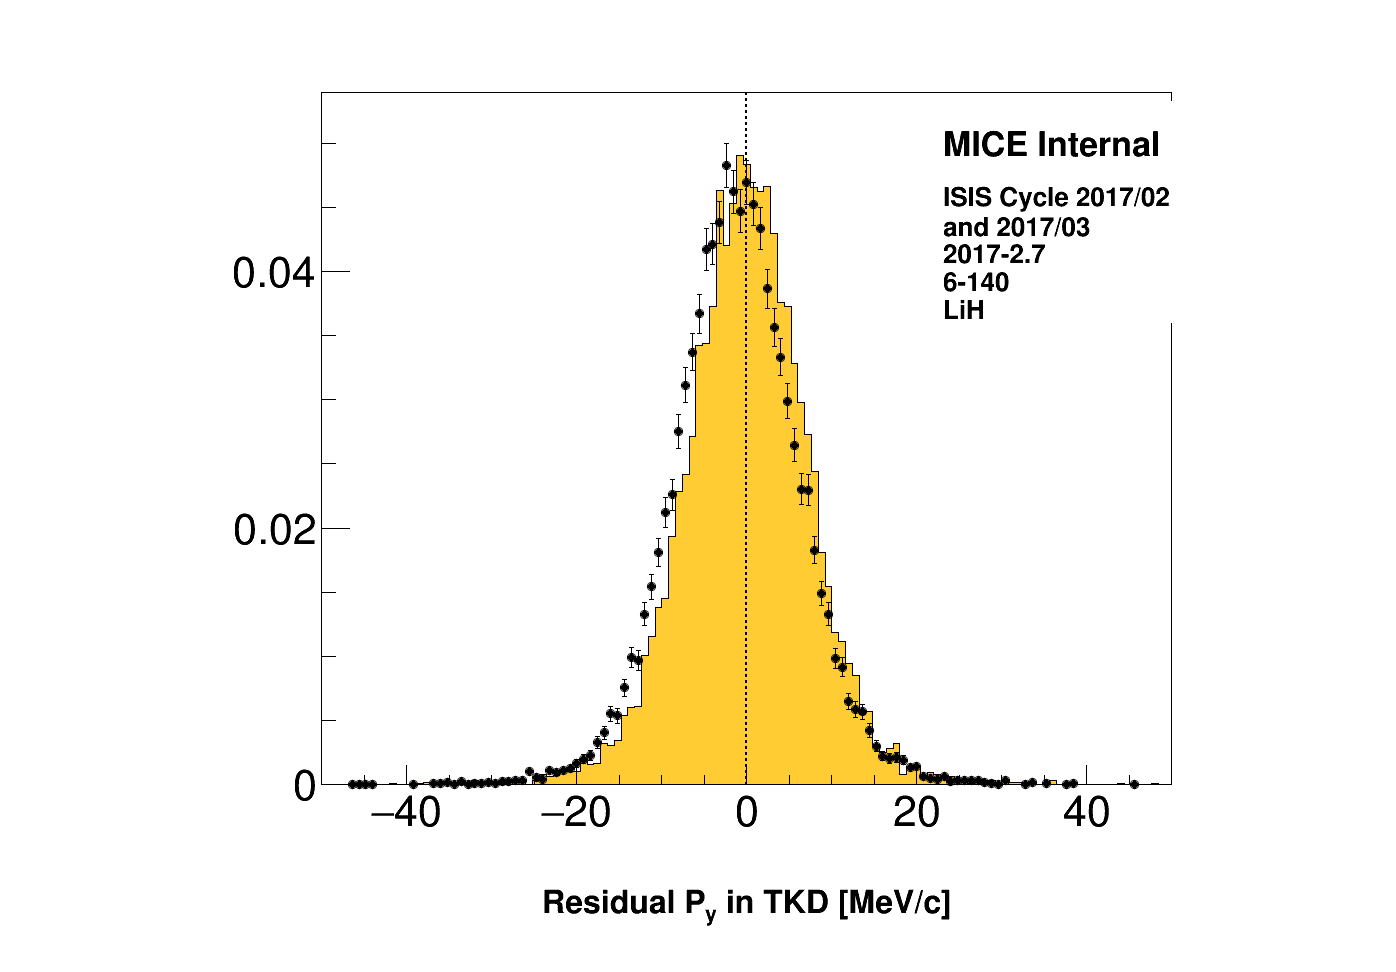 MICE Internal
ISIS Cycle 2017/02
and 2017/03
2017-2.7
6-140
LiH
0.04
0.02
0
−40 −20 0 20 40
Residual Py in TKD [MeV/c]